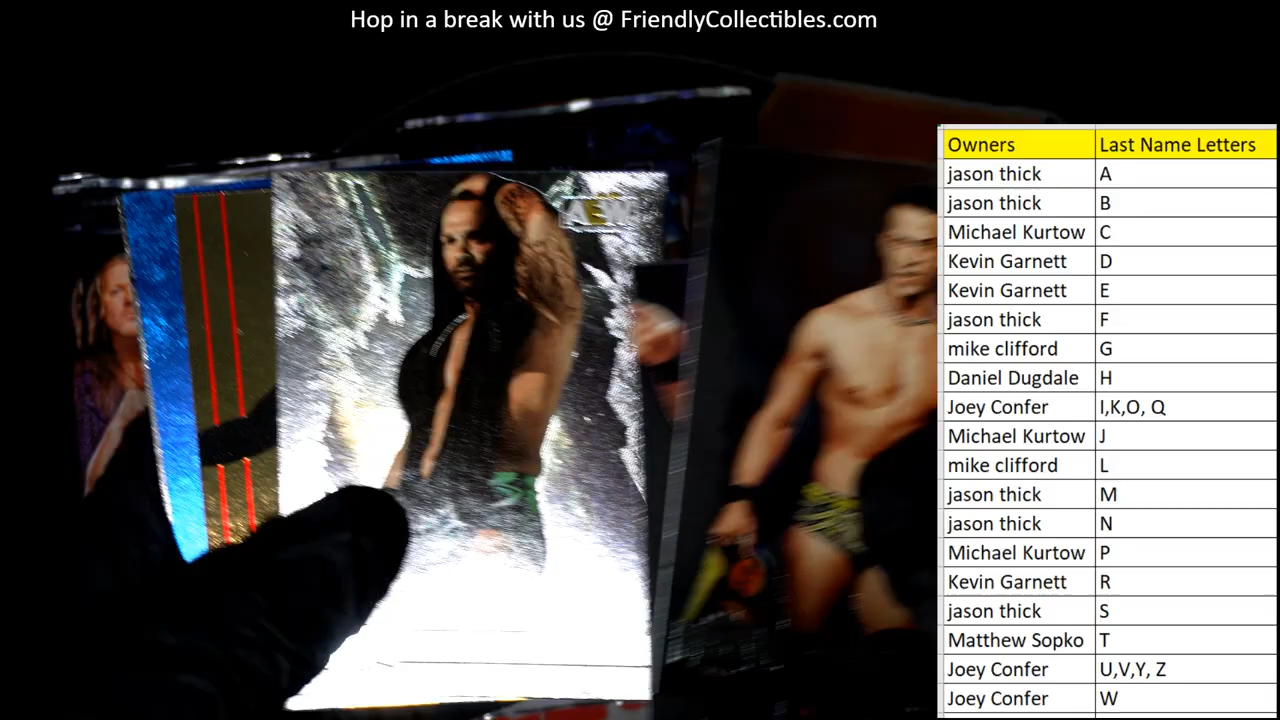 Hop in a break with us @ FriendlyCollectibles.com
AEW
Owners Last Name Letters
jason thick A
jason thick B
Michael Kurtow C
Kevin Garnett D
Kevin Garnett E
jason thick F
mike clifford G
Daniel Dugdale H
Joey Confer I,K,O, Q
Michael Kurtow J
mike clifford L
jason thick M
jason thick N
Michael Kurtow P
Kevin Garnett R
jason thick S
Matthew Sopko T
Joey Confer U,V,Y, Z
Joey Confer W